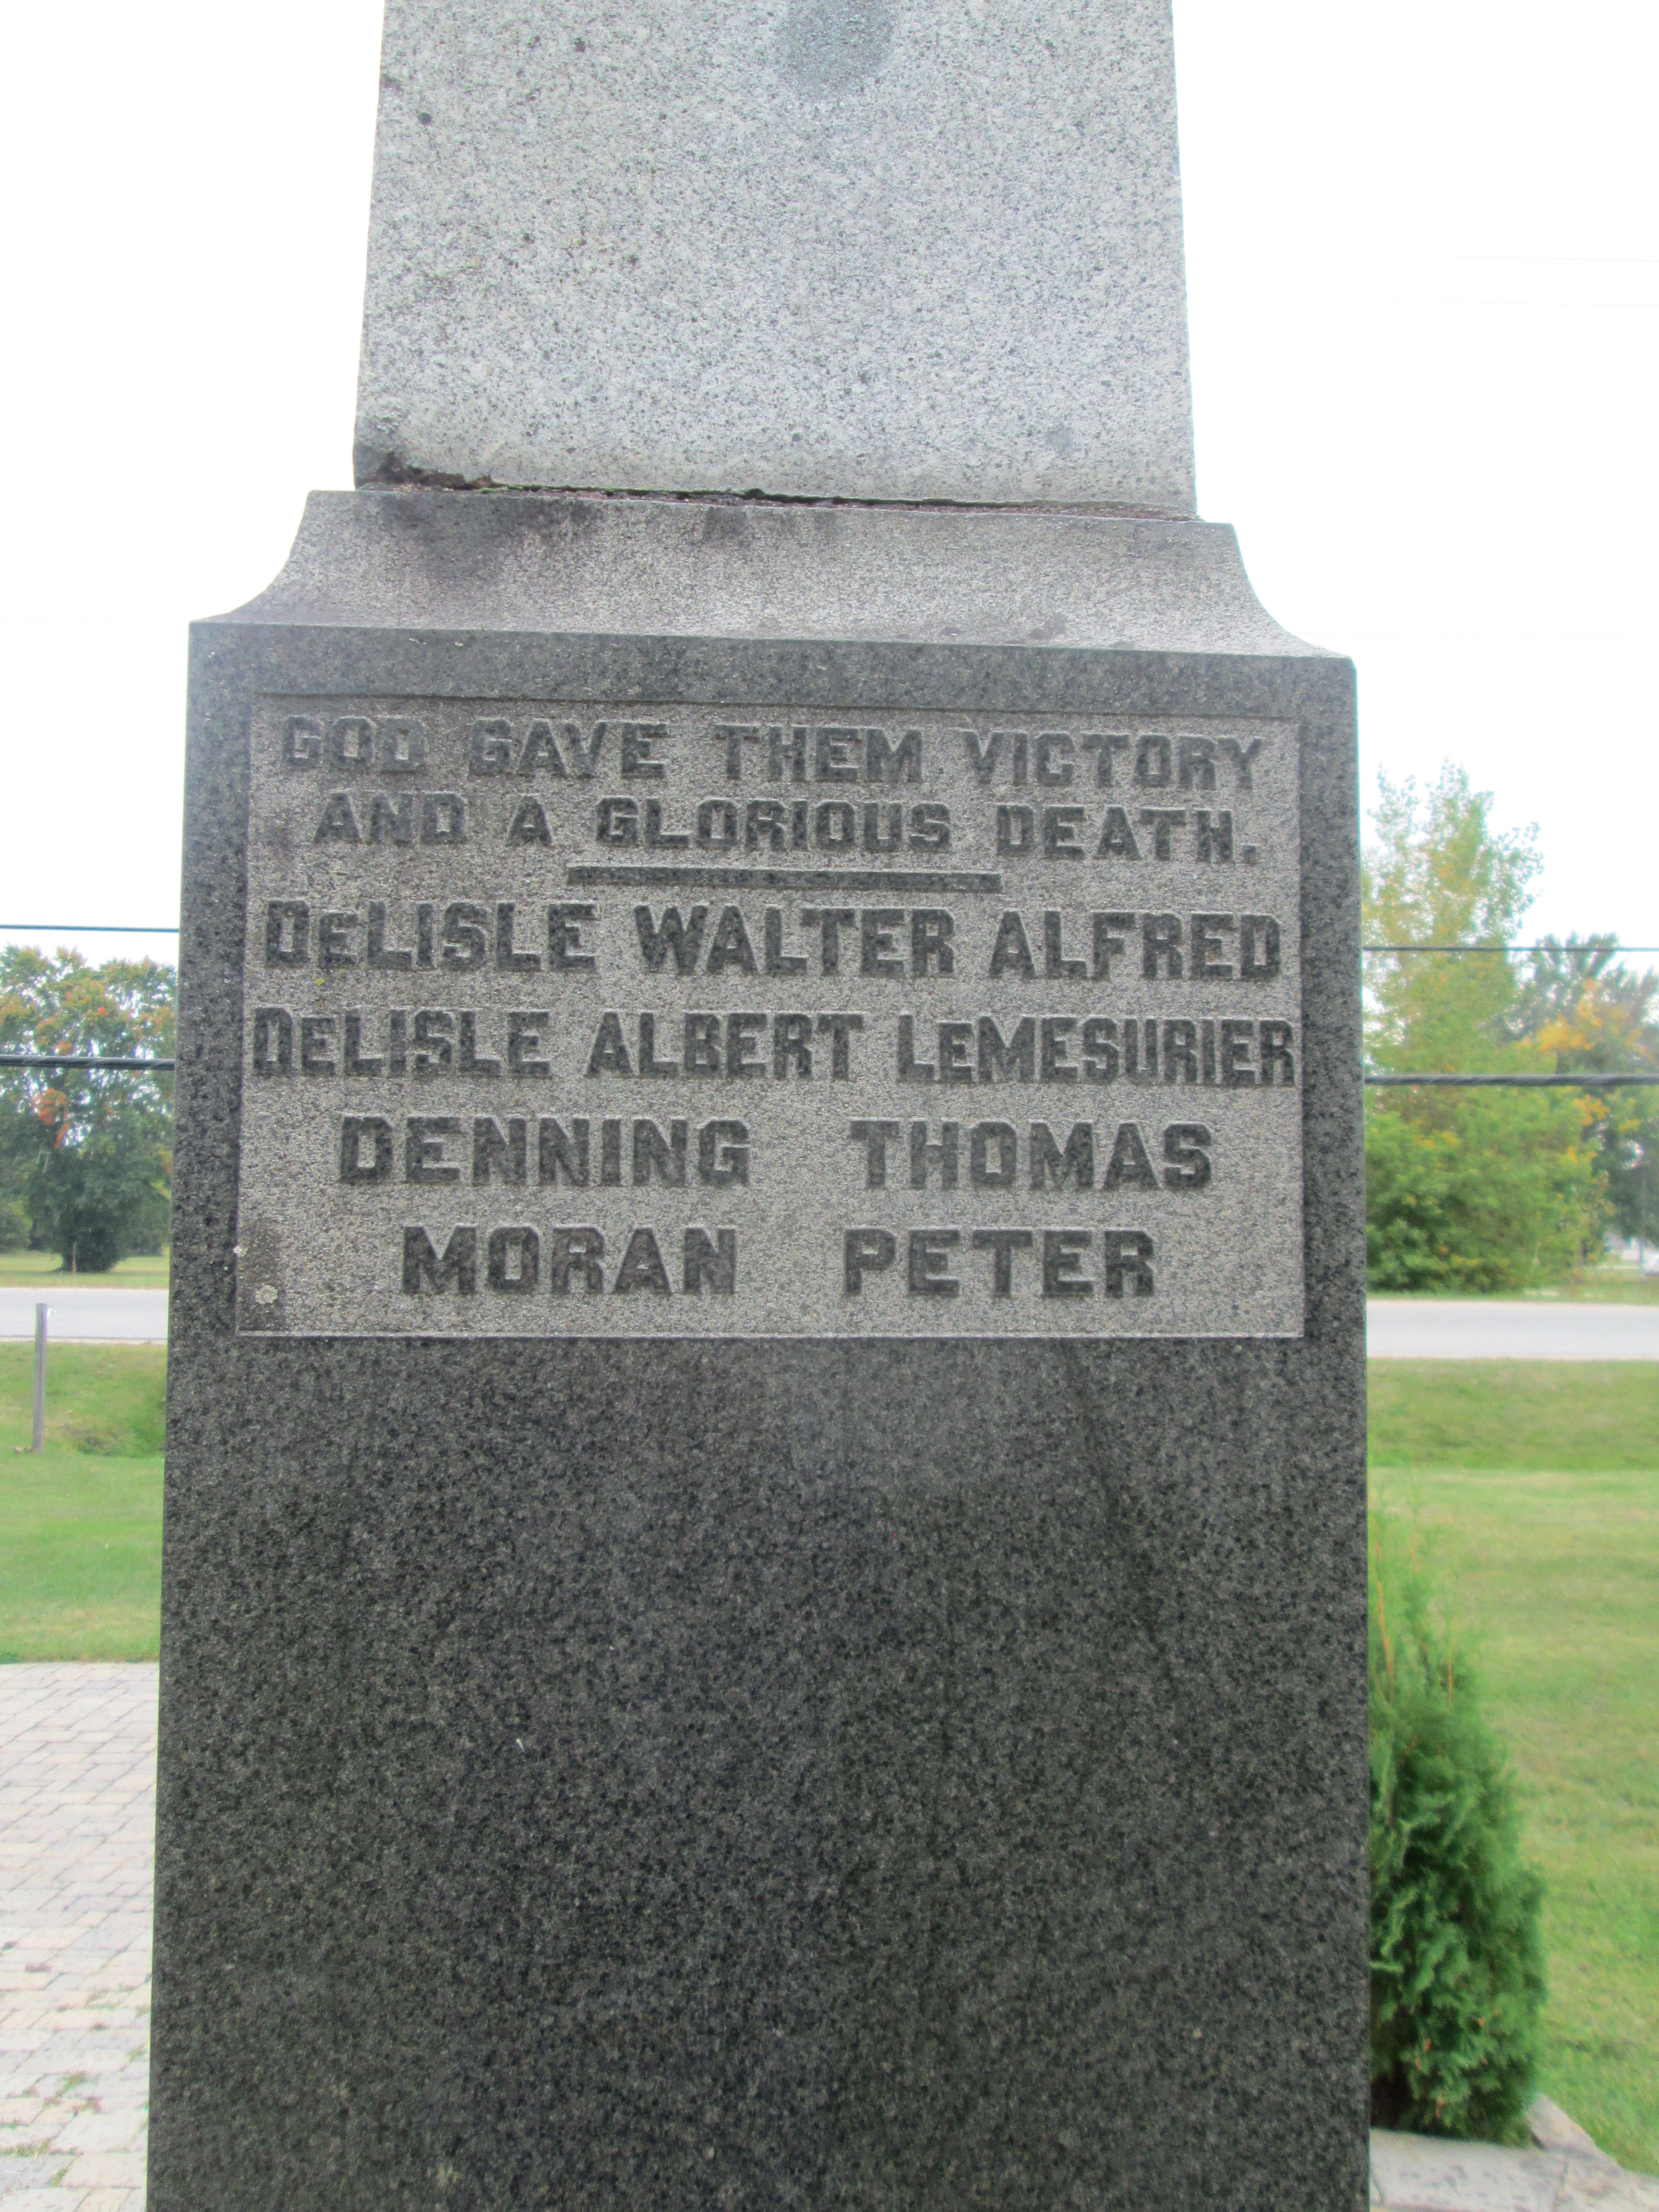 GOD GAVE THEM VICTORY
AND A GLORIOUS DEATH.
DeLISLE WALTER ALFRED
DeLISLE ALBERT LeMESURIER
DENNING THOMAS
MORAN PETER